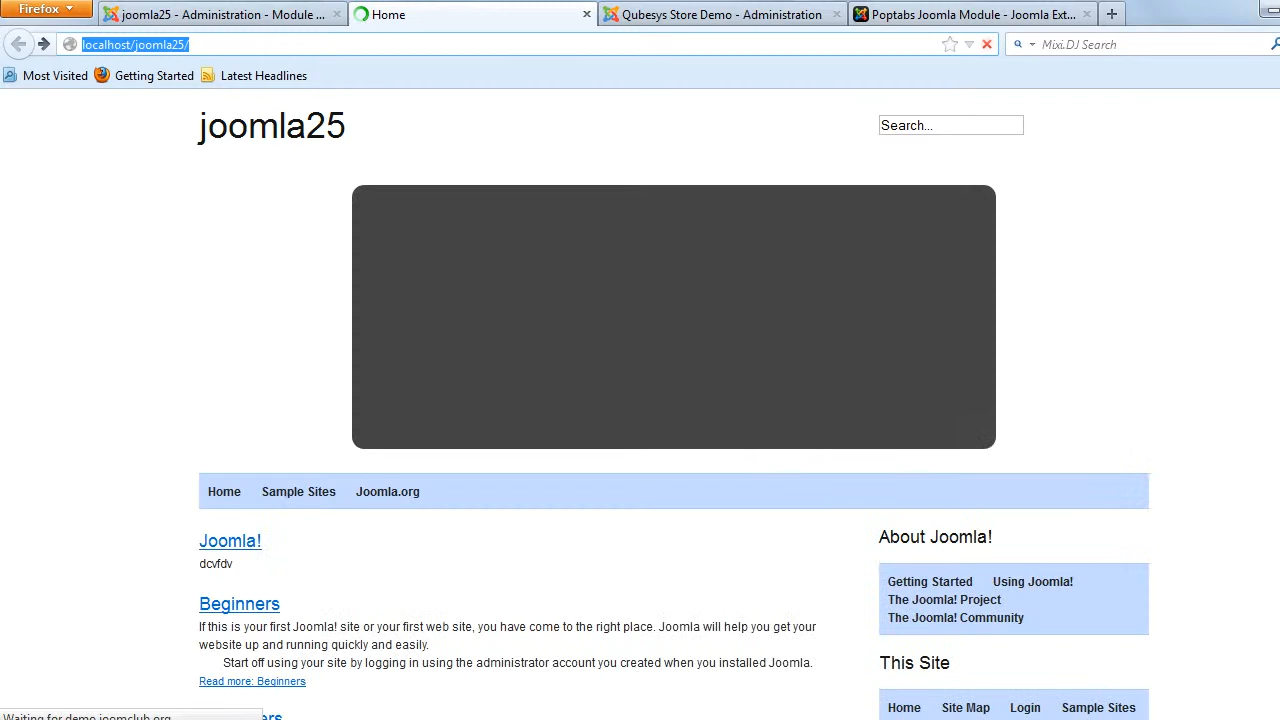 Firefox
joomla25 - Administration - Module ...
Home
Qubesys Store Demo - Administration
Poptabs Joomla Module - Joomla Ext...
localhost/joomla25/
Mixi.DJ Search
Most Visited
Getting Started
Latest Headlines
joomla25
Search...
Home
Sample Sites
Joomla.org
Joomla!
dcvfdv
Beginners
If this is your first Joomla! site or your first web site, you have come to the right place. Joomla will help you get your
website up and running quickly and easily.
Start off using your site by logging in using the administrator account you created when you installed Joomla.
Read more: Beginners
About Joomla!
Getting Started Using Joomla!
The Joomla! Project
The Joomla! Community
This Site
Home Site Map Login Sample Sites
Waiting for demo.joomclub.org